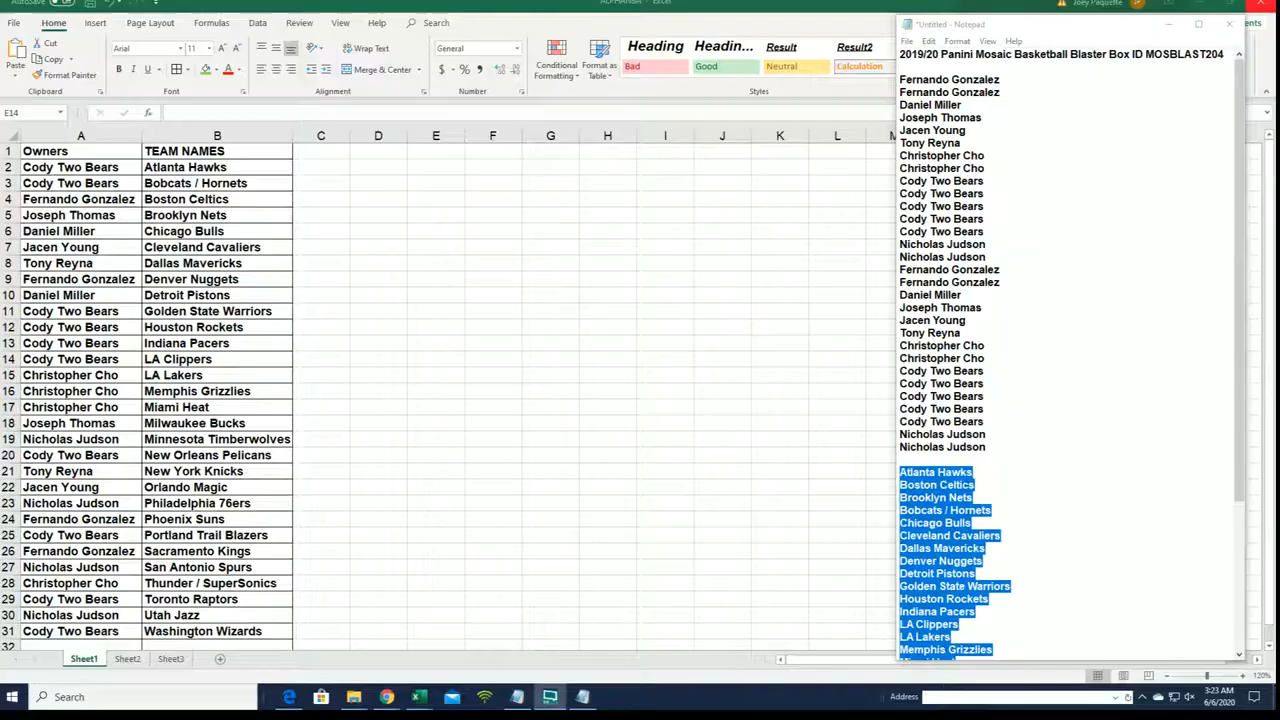 AutoSave
Off
ALPHANBA - Excel
Joey Paquette
JP
File
Home
Insert
Page Layout
Formulas
Data
Review
View
Help
Search
Paste
Cut
Copy
Format Painter
Clipboard
Arial
11
B I U
Font
Wrap Text
Merge & Center
Alignment
General
$ % ,
Number
Conditional
Formatting
Format as
Table
Heading
Headin...
Result
Result2
Bad
Good
Neutral
Calculation
E14
fx
A B C D E F G H I J K L M
1 Owners TEAM NAMES
2 Cody Two Bears Atlanta Hawks
3 Cody Two Bears Bobcats / Hornets
4 Fernando Gonzalez Boston Celtics
5 Joseph Thomas Brooklyn Nets
6 Daniel Miller Chicago Bulls
7 Jacen Young Cleveland Cavaliers
8 Tony Reyna Dallas Mavericks
9 Fernando Gonzalez Denver Nuggets
10 Daniel Miller Detroit Pistons
11 Cody Two Bears Golden State Warriors
12 Cody Two Bears Houston Rockets
13 Cody Two Bears Indiana Pacers
14 Cody Two Bears LA Clippers
15 Christopher Cho LA Lakers
16 Christopher Cho Memphis Grizzlies
17 Christopher Cho Miami Heat
18 Joseph Thomas Milwaukee Bucks
19 Nicholas Judson Minnesota Timberwolves
20 Cody Two Bears New Orleans Pelicans
21 Tony Reyna New York Knicks
22 Jacen Young Orlando Magic
23 Nicholas Judson Philadelphia 76ers
24 Fernando Gonzalez Phoenix Suns
25 Cody Two Bears Portland Trail Blazers
26 Fernando Gonzalez Sacramento Kings
27 Nicholas Judson San Antonio Spurs
28 Christopher Cho Thunder / SuperSonics
29 Cody Two Bears Toronto Raptors
30 Nicholas Judson Utah Jazz
31 Cody Two Bears Washington Wizards
32
Sheet1
Sheet2
Sheet3
120%
*Untitled - Notepad
File Edit Format View Help
2019/20 Panini Mosaic Basketball Blaster Box ID MOSBLAST204
Fernando Gonzalez
Fernando Gonzalez
Daniel Miller
Joseph Thomas
Jacen Young
Tony Reyna
Christopher Cho
Christopher Cho
Cody Two Bears
Cody Two Bears
Cody Two Bears
Cody Two Bears
Cody Two Bears
Nicholas Judson
Nicholas Judson
Fernando Gonzalez
Fernando Gonzalez
Daniel Miller
Joseph Thomas
Jacen Young
Tony Reyna
Christopher Cho
Christopher Cho
Cody Two Bears
Cody Two Bears
Cody Two Bears
Cody Two Bears
Cody Two Bears
Nicholas Judson
Nicholas Judson
Atlanta Hawks
Boston Celtics
Brooklyn Nets
Bobcats / Hornets
Chicago Bulls
Cleveland Cavaliers
Dallas Mavericks
Denver Nuggets
Detroit Pistons
Golden State Warriors
Houston Rockets
Indiana Pacers
LA Clippers
LA Lakers
Memphis Grizzlies
Search
Address
3:23 AM
6/6/2020